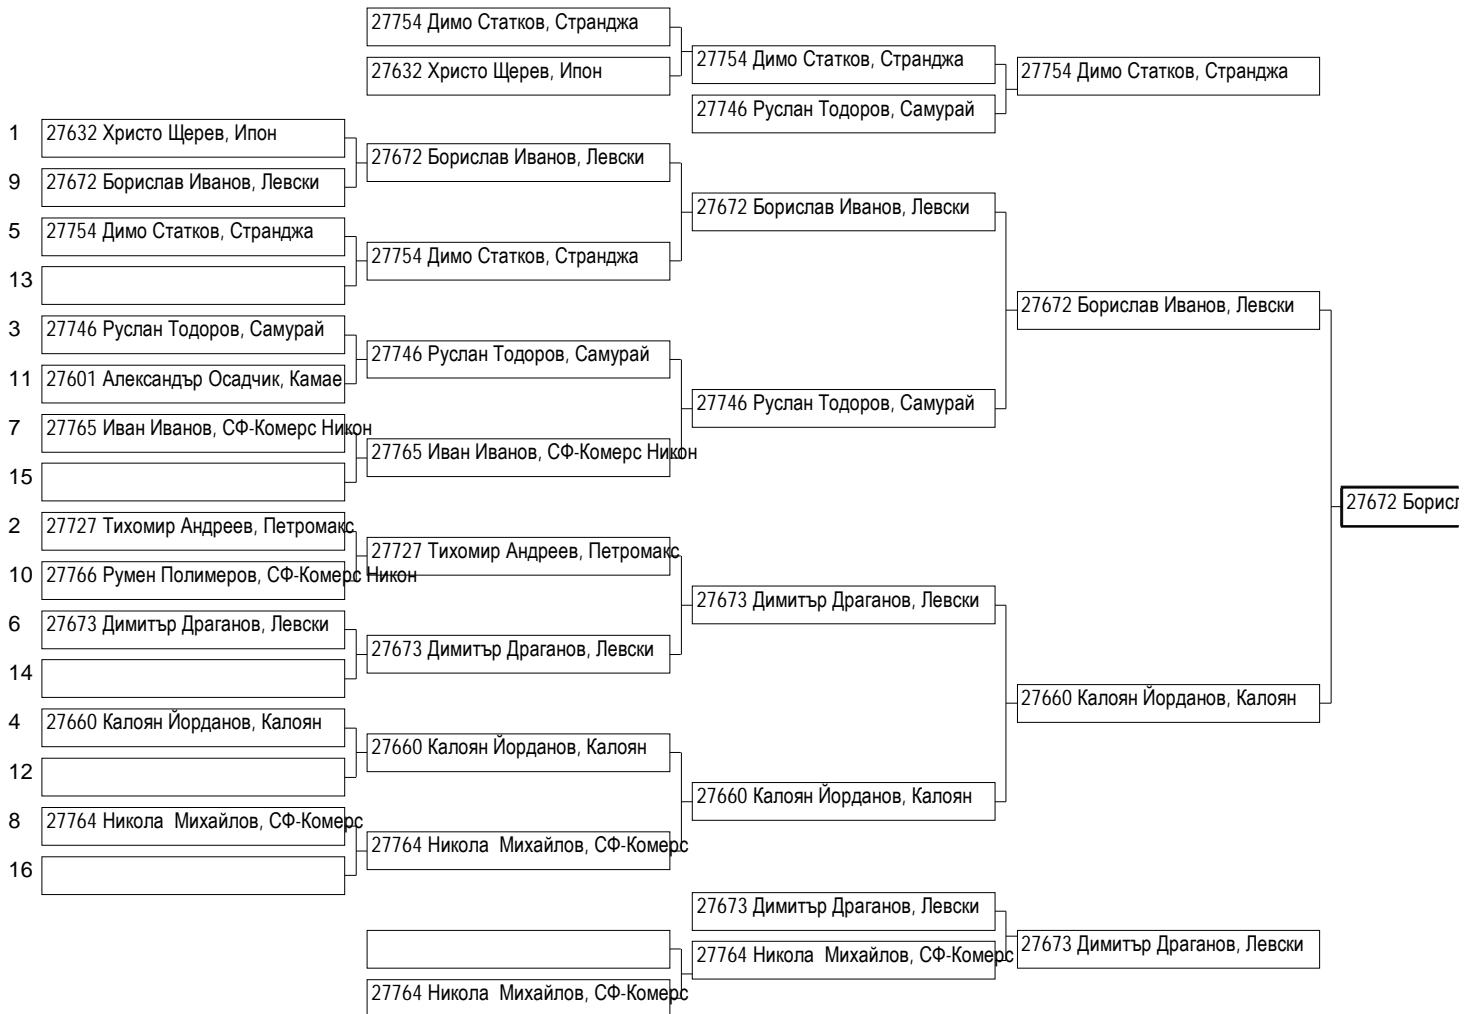 27754 Димо Статков, Странджа
27632 Христо Щерев, Ипон
27754 Димо Статков, Странджа
27754 Димо Статков, Странджа
27746 Руслан Тодоров, Самурай
1 27632 Христо Щерев, Ипон
27672 Борислав Иванов, Левски
9 27672 Борислав Иванов, Левски
27672 Борислав Иванов, Левски
5 27754 Димо Статков, Странджа
27754 Димо Статков, Странджа
13
27672 Борислав Иванов, Левски
3 27746 Руслан Тодоров, Самурай
27746 Руслан Тодоров, Самурай
11 27601 Александър Осадчик, Камае
27746 Руслан Тодоров, Самурай
7 27765 Иван Иванов, СФ-Комерс Никон
27765 Иван Иванов, СФ-Комерс Никон
15
27672 Борисл
2 27727 Тихомир Андреев, Петромакс
27727 Тихомир Андреев, Петромакс
10 27766 Румен Полимеров, СФ-Комерс Никон
27673 Димитър Драганов, Левски
6 27673 Димитър Драганов, Левски
27673 Димитър Драганов, Левски
14
27660 Калоян Йорданов, Калоян
4 27660 Калоян Йорданов, Калоян
27660 Калоян Йорданов, Калоян
12
27660 Калоян Йорданов, Калоян
8 27764 Никола Михайлов, СФ-Комерс
27764 Никола Михайлов, СФ-Комерс
16
27673 Димитър Драганов, Левски
27764 Никола Михайлов, СФ-Комерс
27673 Димитър Драганов, Левски
27764 Никола Михайлов, СФ-Комерс